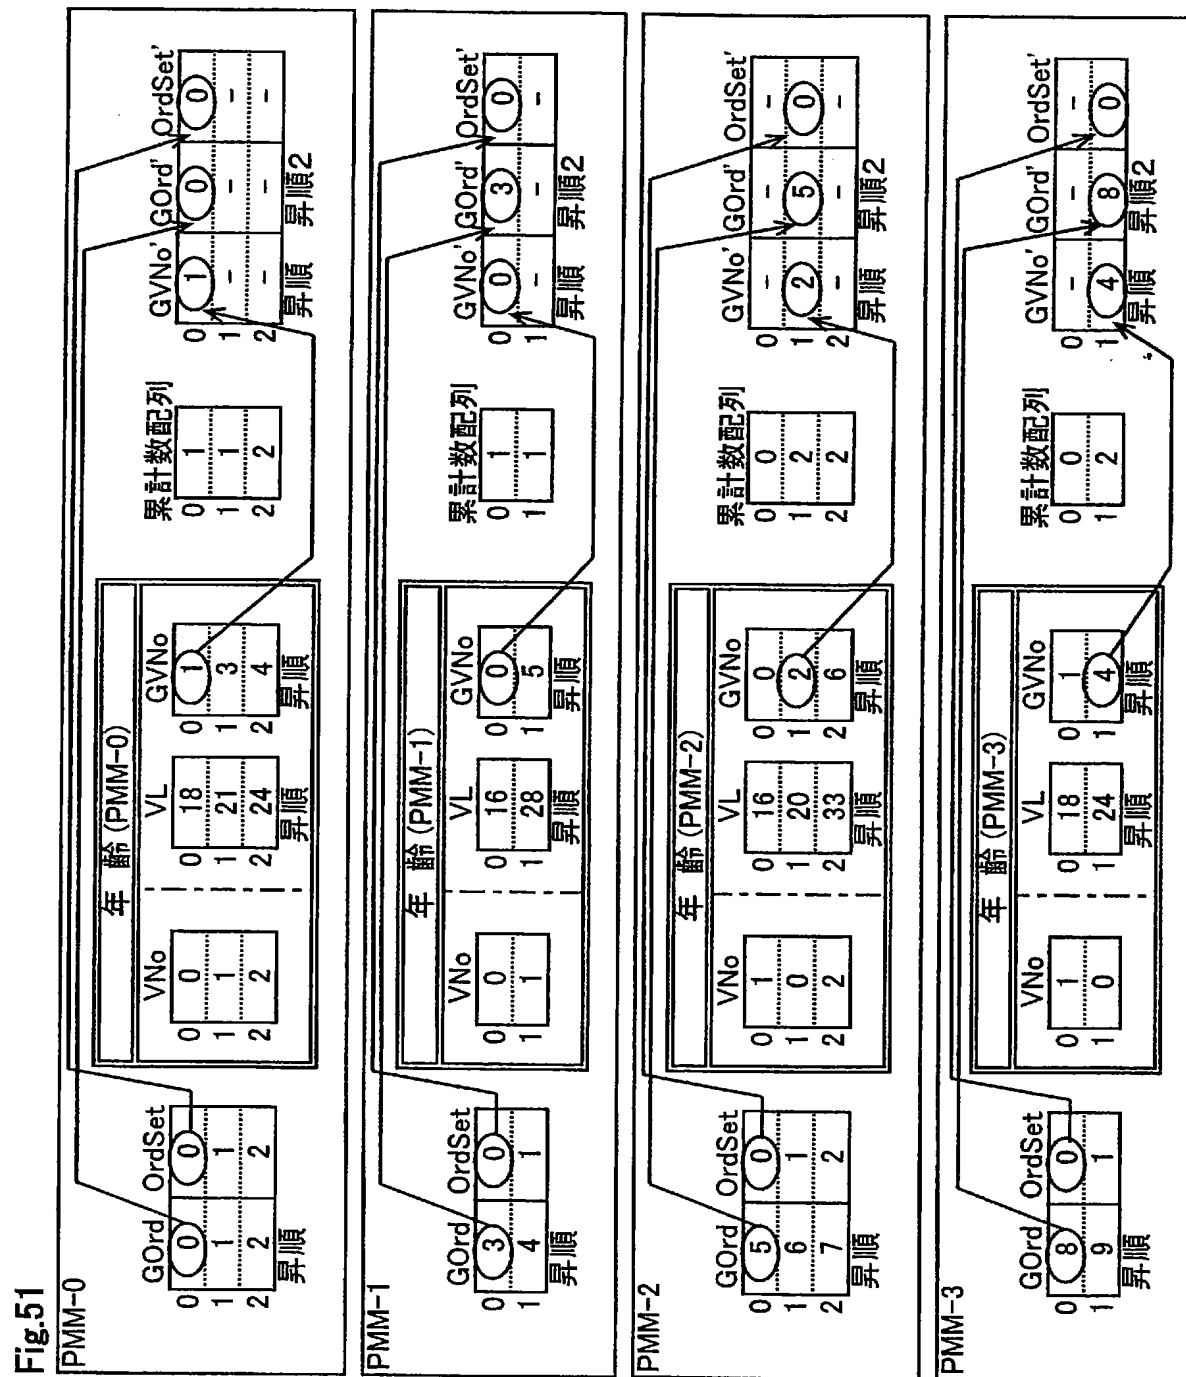 Fig.51
PMM-0
GOrd OrdSet
0 0 0
1 1 1
2 2 2
昇順
年 齢(PMM-0)
VNo VL GVNo
0 0 0 18 0 1
1 1 1 21 1 3
2 2 2 24 2 4
昇順 昇順
累計数配列
0 1
1 1
2 2
GVNo' GOrd' OrdSet'
0 1 0 0
1 - - -
2 - - -
昇順 昇順2
PMM-1
GOrd OrdSet
0 3 0
1 4 1
昇順
年 齢(PMM-1)
VNo VL GVNo
0 0 0 16 0 0
1 1 1 28 1 5
昇順 昇順
累計数配列
0 1
1 1
GVNo' GOrd' OrdSet'
0 0 3 0
1 - - -
昇順 昇順2
PMM-2
GOrd OrdSet
0 5 0
1 6 1
2 7 2
昇順
年 齢(PMM-2)
VNo VL GVNo
0 1 0 16 0 0
1 0 1 20 1 2
2 2 2 33 2 6
昇順 昇順
累計数配列
0 0
1 2
2 2
GVNo' GOrd' OrdSet'
0 - - -
1 2 5 0
2 - - -
昇順 昇順2
PMM-3
GOrd OrdSet
0 8 0
1 9 1
昇順
年 齢(PMM-3)
VNo VL GVNo
0 1 0 18 0 1
1 0 1 24 1 4
昇順 昇順
累計数配列
0 0
1 2
GVNo' GOrd' OrdSet'
0 - - -
1 4 8 0
昇順 昇順2